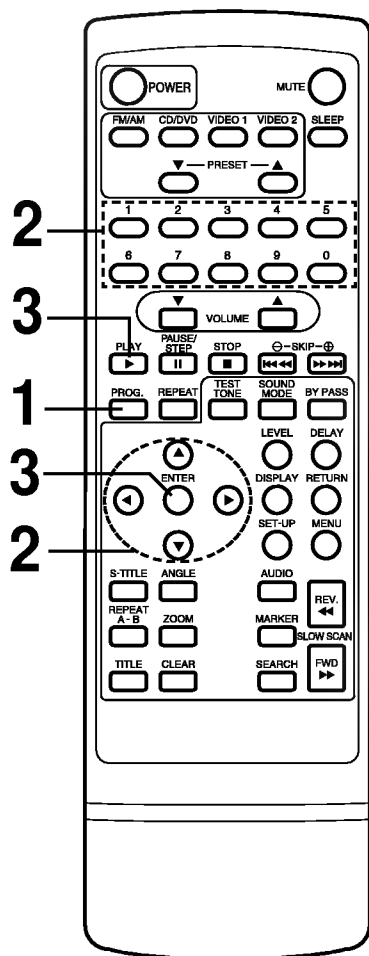 POWER MUTE
FM/AM CD/DVD VIDEO 1 VIDEO 2 SLEEP
▼ — PRESET — ▲
2
1 2 3 4 5
6 7 8 9 0
3
▼ VOLUME ▲
PLAY PAUSE/STEP STOP ⊖–SKIP–⊕
1
PROG. REPEAT TEST TONE SOUND MODE BY PASS
LEVEL DELAY
3
ENTER DISPLAY RETURN
2
SET-UP MENU
S-TITLE ANGLE AUDIO REV.
REPEAT A - B ZOOM MARKER SLOW SCAN
TITLE CLEAR SEARCH FWD